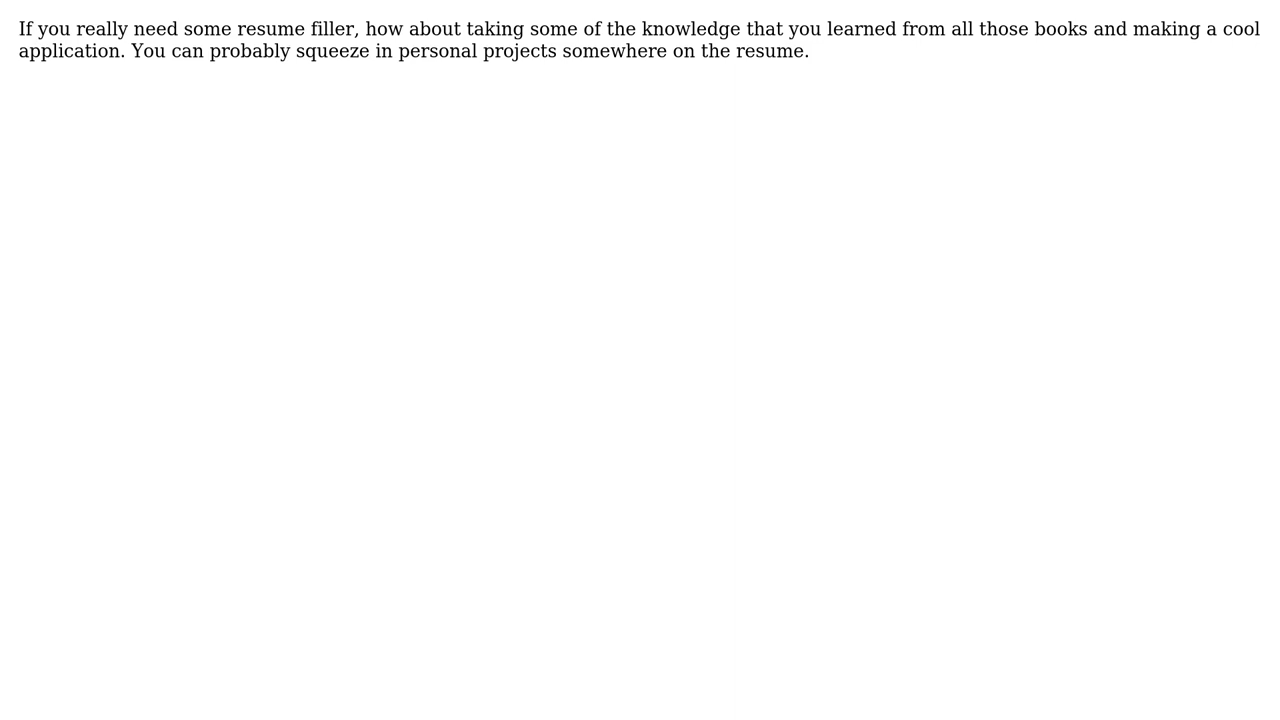 If you really need some resume filler, how about taking some of the knowledge that you learned from all those books and making a cool
application. You can probably squeeze in personal projects somewhere on the resume.